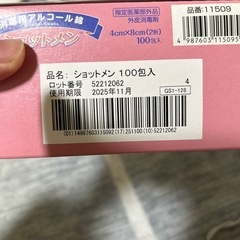 指定医薬部外品
外皮消毒剤
4cm×8cm(2折)
100包入
品番:11509
4 987603 11509
アルコール綿
ショットメン
品名: ショットメン 100包入
ロット番号 52212062
使用期限 2025年11月
4
GS1-128
(01)14987603115092(17)251100(10)52212062